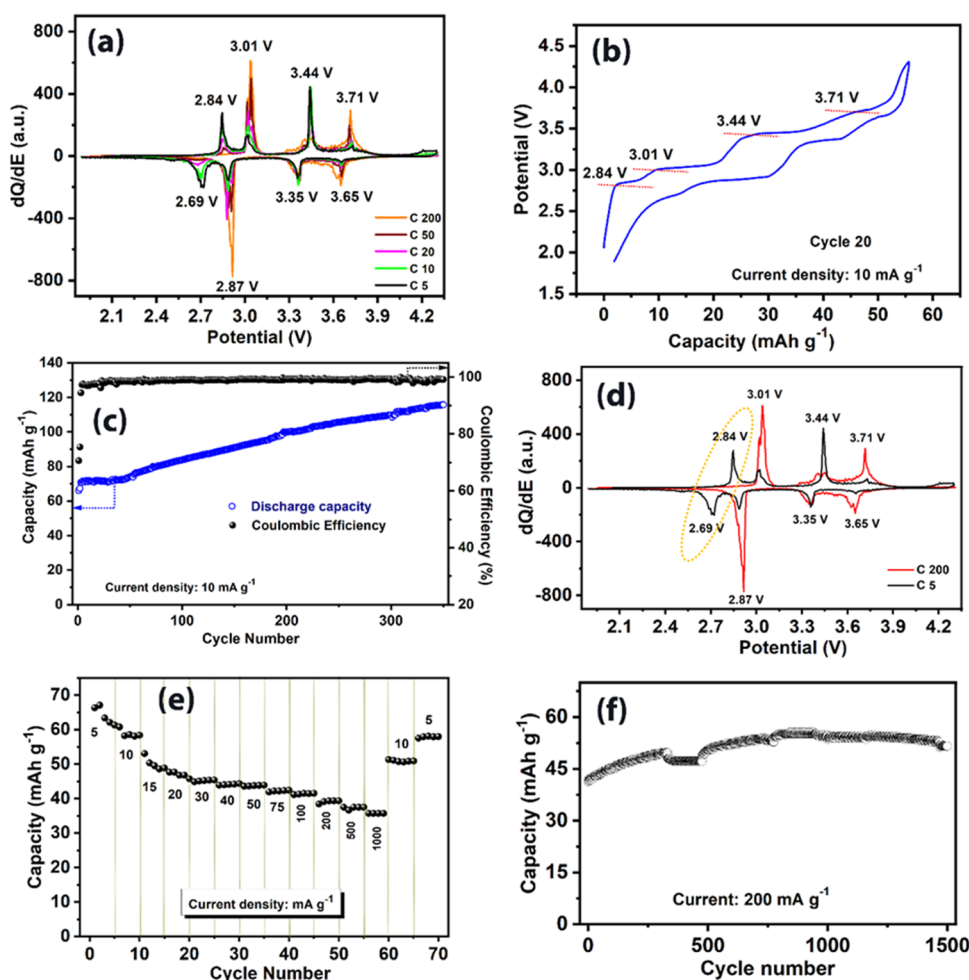 (a)
800
400
0
-400
-800
dQ/dE (a.u.)
2.84 V
3.01 V
3.44 V
3.71 V
2.69 V
2.87 V
3.35 V
3.65 V
C 200
C 50
C 20
C 10
C 5
2.1 2.4 2.7 3.0 3.3 3.6 3.9 4.2
Potential (V)
(b)
4.5
4.0
3.5
3.0
2.5
2.0
1.5
Potential (V)
3.71 V
3.44 V
3.01 V
2.84 V
Cycle 20
Current density: 10 mA g⁻¹
0 10 20 30 40 50 60
Capacity (mAh g⁻¹)
(c)
140
120
100
80
60
40
20
0
Capacity (mAh g⁻¹)
100
80
60
40
20
Coulombic Efficiency (%)
Discharge capacity
Coulombic Efficiency
Current density: 10 mA g⁻¹
0 100 200 300
Cycle Number
(d)
800
400
0
-400
-800
dQ/dE (a.u.)
3.01 V
2.84 V
3.44 V
3.71 V
2.69 V
3.35 V
3.65 V
2.87 V
C 200
C 5
2.1 2.4 2.7 3.0 3.3 3.6 3.9 4.2
Potential (V)
(e)
70
60
50
40
30
20
10
0
Capacity (mAh g⁻¹)
5
10
15
20
30
40
50
75
100
200
500
1000
10
5
Current density: mA g⁻¹
0 10 20 30 40 50 60 70
Cycle Number
(f)
60
45
30
15
0
Capacity (mAh g⁻¹)
Current: 200 mA g⁻¹
0 500 1000 1500
Cycle number